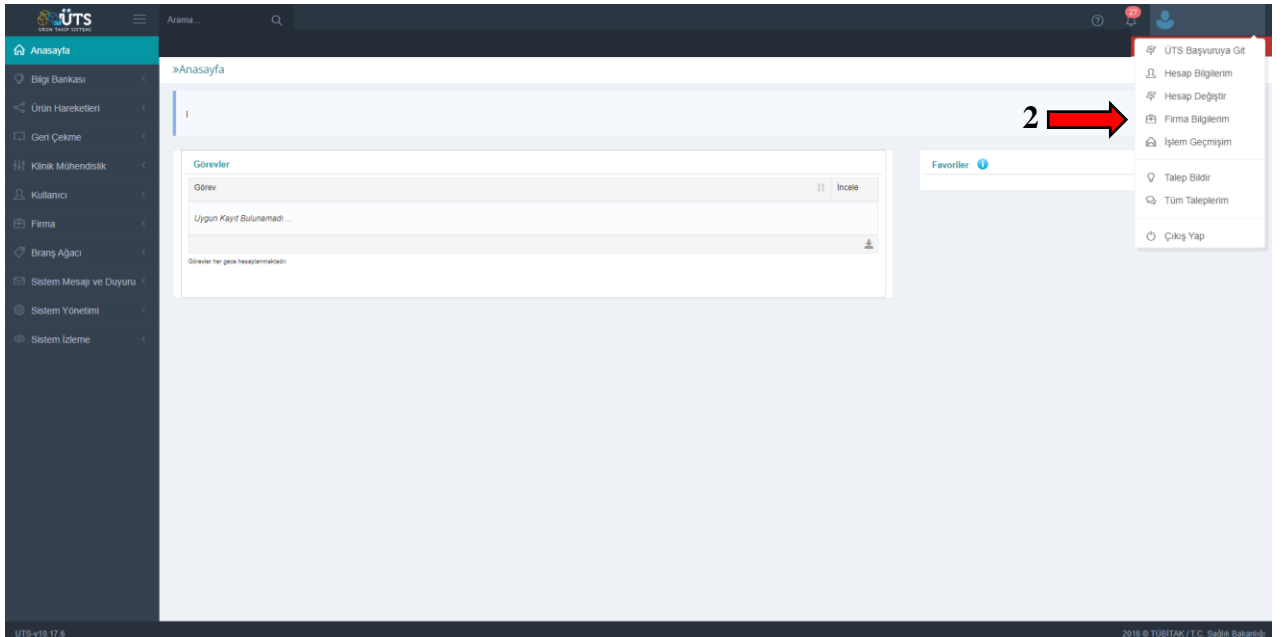 ÜTS
ÜRÜN TAKİP SİSTEMİ
Arama...
27
Anasayfa
Bilgi Bankası
Ürün Hareketleri
Geri Çekme
Klinik Mühendislik
Kullanıcı
Firma
Branş Ağacı
Sistem Mesajı ve Duyuru
Sistem Yönetimi
Sistem İzleme
»Anasayfa
Görevler
Görev
İncele
Uygun Kayıt Bulunamadı ...
Görevler her gece hesaplanmaktadır.
Favoriler
2
ÜTS Başvuruya Git
Hesap Bilgilerim
Hesap Değiştir
Firma Bilgilerim
İşlem Geçmişim
Talep Bildir
Tüm Taleplerim
Çıkış Yap
UTS-v10.17.6
2016 © TÜBİTAK / T.C. Sağlık Bakanlığı